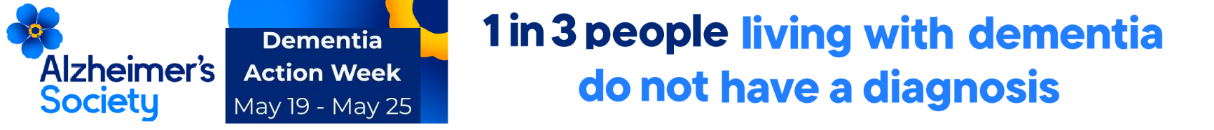 Alzheimer's
Society
Dementia
Action Week
May 19 - May 25
1 in 3 people living with dementia
do not have a diagnosis